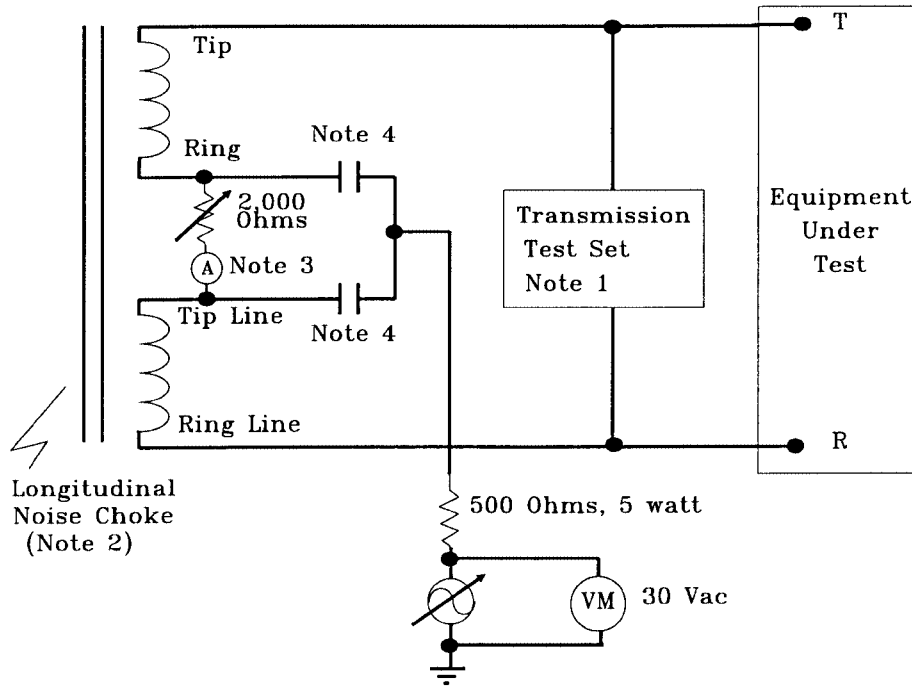 Tip
T
Note 4
Ring
2,000
Ohms
A
Note 3
Tip Line
Note 4
Transmission
Test Set
Note 1
Equipment
Under
Test
Ring Line
R
Longitudinal
Noise Choke
(Note 2)
500 Ohms, 5 watt
VM
30 Vac